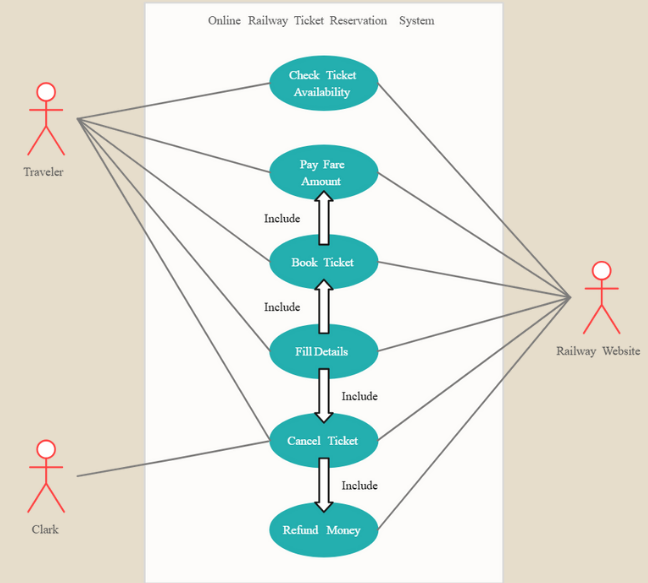 Online Railway Ticket Reservation System
Check Ticket
Availability
Traveler
Pay Fare
Amount
Include
Book Ticket
Include
Railway Website
Fill Details
Include
Cancel Ticket
Include
Clark
Refund Money